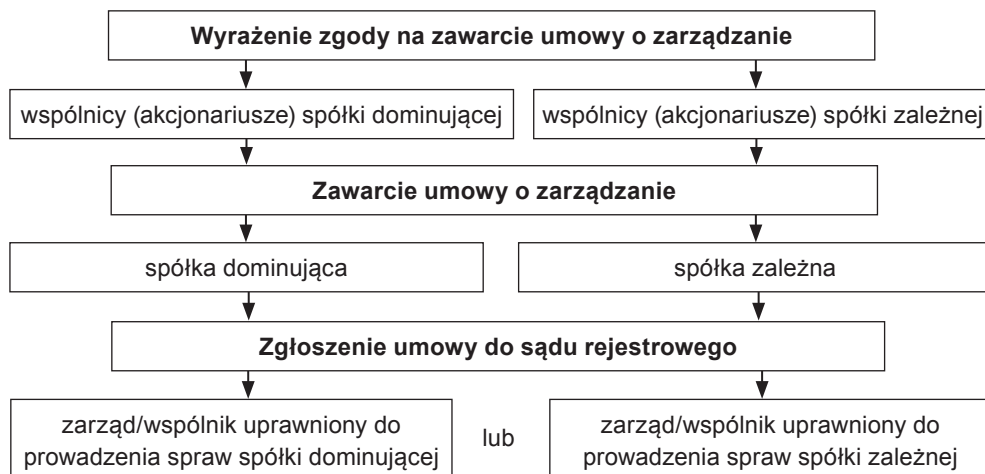 Wyrażenie zgody na zawarcie umowy o zarządzanie
wspólnicy (akcjonariusze) spółki dominującej
wspólnicy (akcjonariusze) spółki zależnej
Zawarcie umowy o zarządzanie
spółka dominująca
spółka zależna
Zgłoszenie umowy do sądu rejestrowego
zarząd/wspólnik uprawniony do
prowadzenia spraw spółki dominującej
lub
zarząd/wspólnik uprawniony do
prowadzenia spraw spółki zależnej